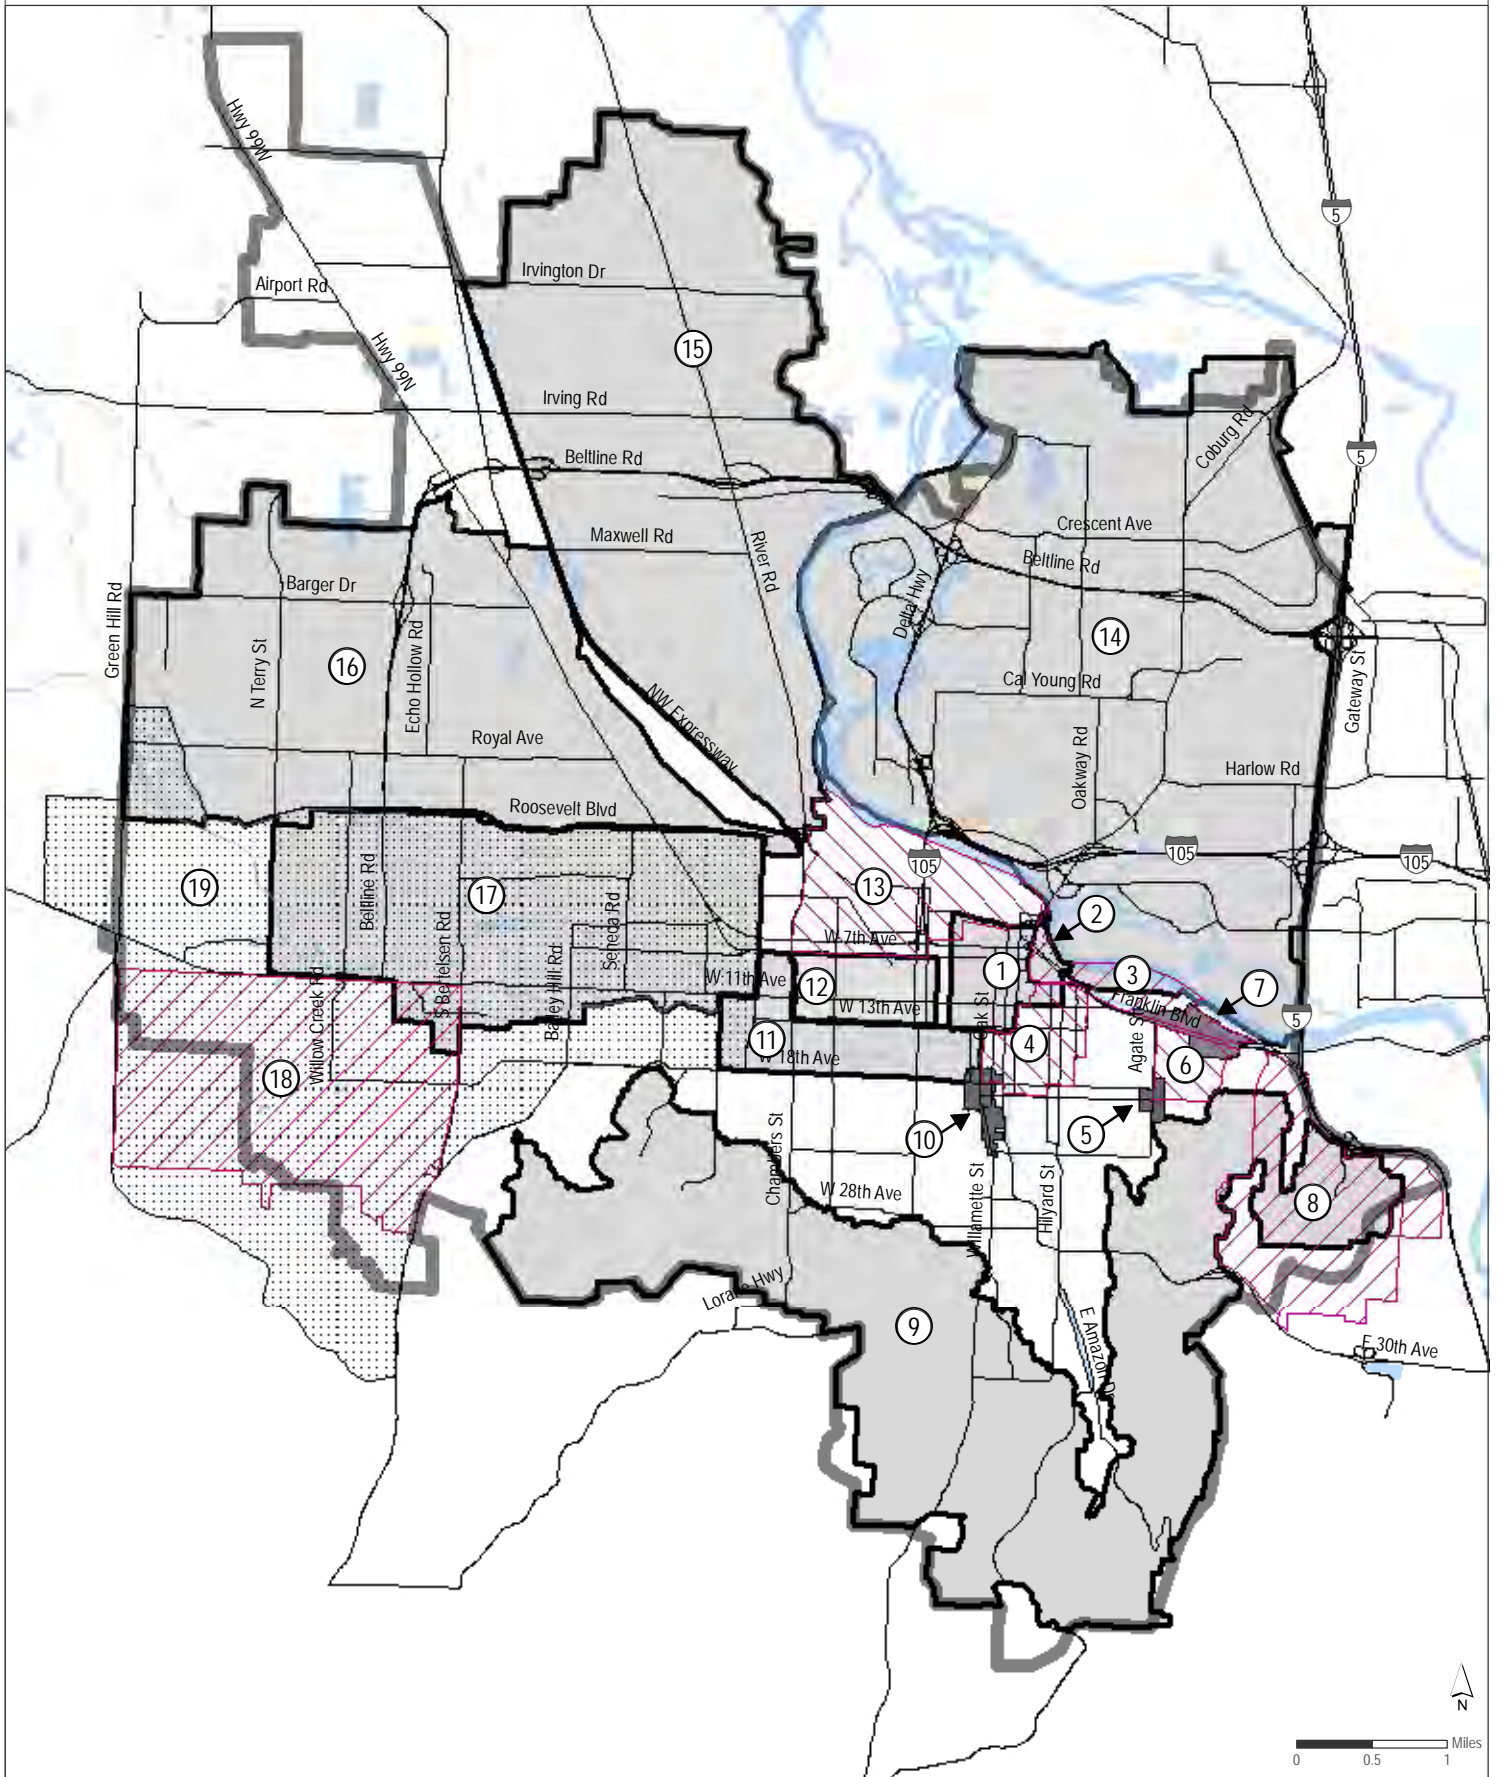 Hwy 99W
5
Irvington Dr
Airport Rd
15
Hwy 99N
Irving Rd
Coburg Rd
5
Beltline Rd
Crescent Ave
Maxwell Rd
River Rd
Beltline Rd
Barger Dr
Delta Hwy
Green Hill Rd
14
N Terry St
16
Echo Hollow Rd
Cal Young Rd
Gateway St
NW Expressway
Royal Ave
Oakway Rd
Harlow Rd
Roosevelt Blvd
105
105
105
19
17
13
Beltline Rd
2
S Bertelsen Rd
Seneca Rd
W 7th Ave
Bailey Hill Rd
W 11th Ave
12
1
3
7
Willow Creek Rd
W 13th Ave
Oak St
Franklin Blvd
5
11
4
Agate St
6
W 18th Ave
18
10
5
Chambers St
W 28th Ave
Willamette St
Hilyard St
8
Lorane Hwy
9
E Amazon Dr
E 30th Ave
N
Miles
0
0.5
1